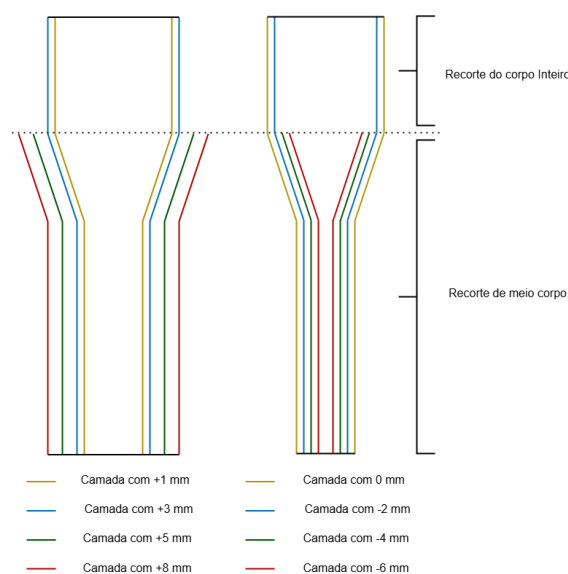 Recorte do corpo Inteiro
Recorte de meio corpo
Camada com +1 mm
Camada com 0 mm
Camada com +3 mm
Camada com -2 mm
Camada com +5 mm
Camada com -4 mm
Camada com +8 mm
Camada com -6 mm